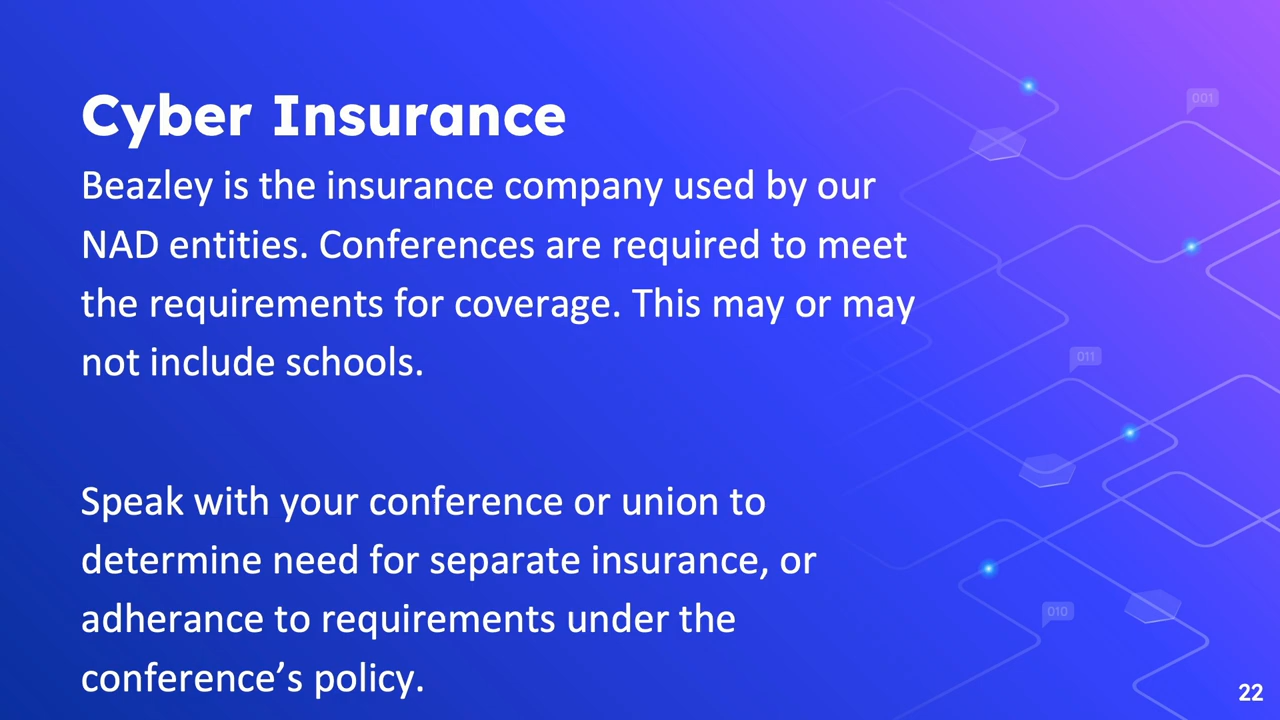 Cyber Insurance
Beazley is the insurance company used by our
NAD entities. Conferences are required to meet
the requirements for coverage. This may or may
not include schools.
Speak with your conference or union to
determine need for separate insurance, or
adherance to requirements under the
conference’s policy.
001
011
010
22